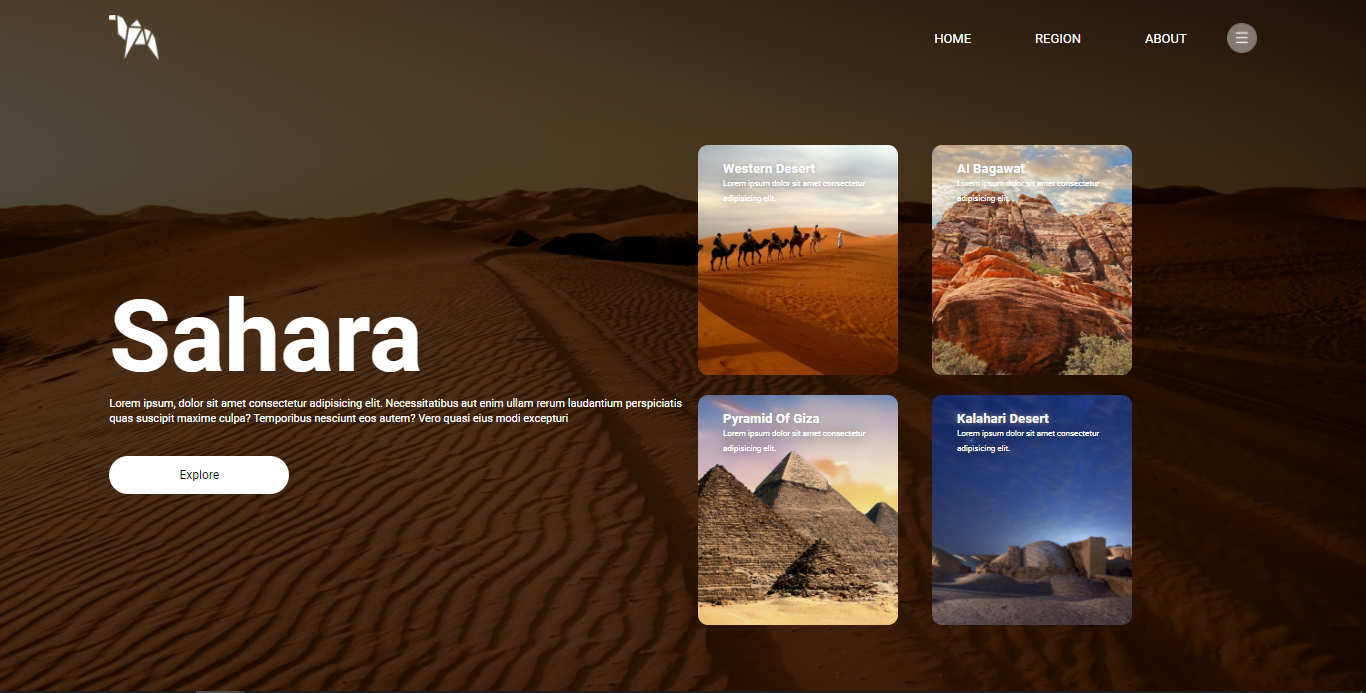 HOME
REGION
ABOUT
Sahara
Lorem ipsum, dolor sit amet consectetur adipisicing elit. Necessitatibus aut enim ullam rerum laudantium perspiciatis
quas suscipit maxime culpa? Temporibus nesciunt eos autem? Vero quasi eius modi excepturi
Explore
Western Desert
Lorem ipsum dolor sit amet consectetur
adipisicing elit.
Al Bagawat
Lorem ipsum dolor sit amet consectetur
adipisicing elit.
Pyramid Of Giza
Lorem ipsum dolor sit amet consectetur
adipisicing elit.
Kalahari Desert
Lorem ipsum dolor sit amet consectetur
adipisicing elit.